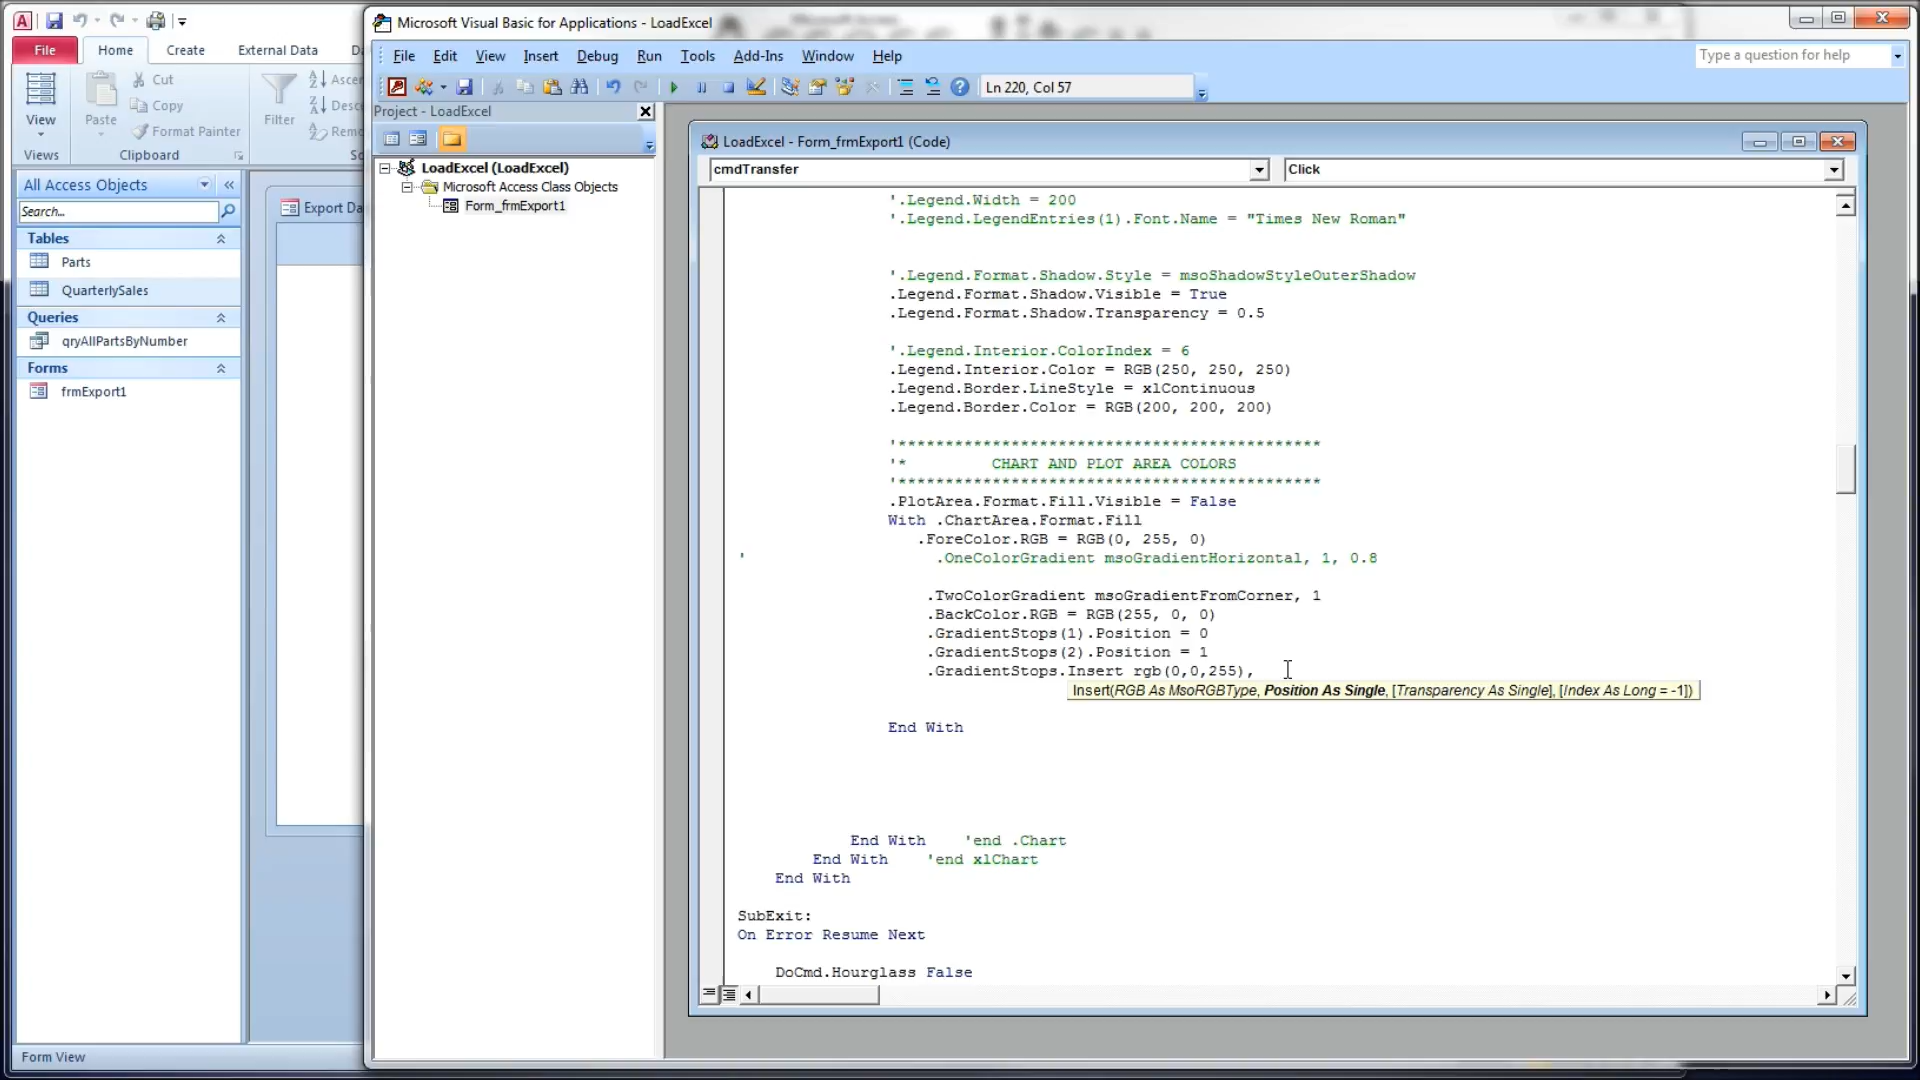 Microsoft Visual Basic for Applications - LoadExcel
File Home Create External Data Da
File Edit View Insert Debug Run Tools Add-Ins Window Help
Type a question for help
Ln 220, Col 57
View
Views
Paste
Cut
Copy
Format Painter
Clipboard
Filter
Ascen
Desce
Remo
So
Project - LoadExcel
LoadExcel (LoadExcel)
Microsoft Access Class Objects
Form_frmExport1
All Access Objects
Search...
Tables
Parts
QuarterlySales
Queries
qryAllPartsByNumber
Forms
frmExport1
Export Da
Form View
LoadExcel - Form_frmExport1 (Code)
cmdTransfer
Click
'.Legend.Width = 200
'.Legend.LegendEntries(1).Font.Name = "Times New Roman"
'.Legend.Format.Shadow.Style = msoShadowStyleOuterShadow
.Legend.Format.Shadow.Visible = True
.Legend.Format.Shadow.Transparency = 0.5
'.Legend.Interior.ColorIndex = 6
.Legend.Interior.Color = RGB(250, 250, 250)
.Legend.Border.LineStyle = xlContinuous
.Legend.Border.Color = RGB(200, 200, 200)
'*********************************************
'* CHART AND PLOT AREA COLORS
'*********************************************
.PlotArea.Format.Fill.Visible = False
With .ChartArea.Format.Fill
.ForeColor.RGB = RGB(0, 255, 0)
' .OneColorGradient msoGradientHorizontal, 1, 0.8
.TwoColorGradient msoGradientFromCorner, 1
.BackColor.RGB = RGB(255, 0, 0)
.GradientStops(1).Position = 0
.GradientStops(2).Position = 1
.GradientStops.Insert rgb(0,0,255),
Insert(RGB As MsoRGBType, Position As Single, [Transparency As Single], [Index As Long = -1])
End With
End With 'end .Chart
End With 'end xlChart
End With
SubExit:
On Error Resume Next
DoCmd.Hourglass False